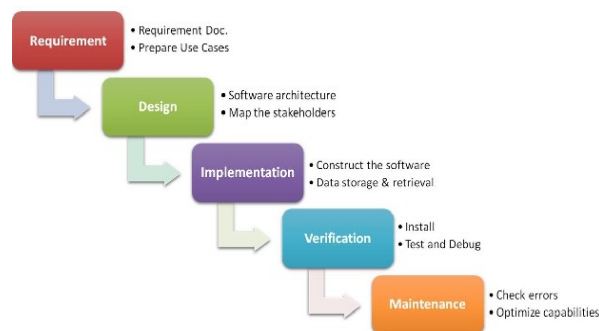 Requirement
• Requirement Doc.
• Prepare Use Cases
Design
• Software architecture
• Map the stakeholders
Implementation
• Construct the software
• Data storage & retrieval
Verification
• Install
• Test and Debug
Maintenance
• Check errors
• Optimize capabilities